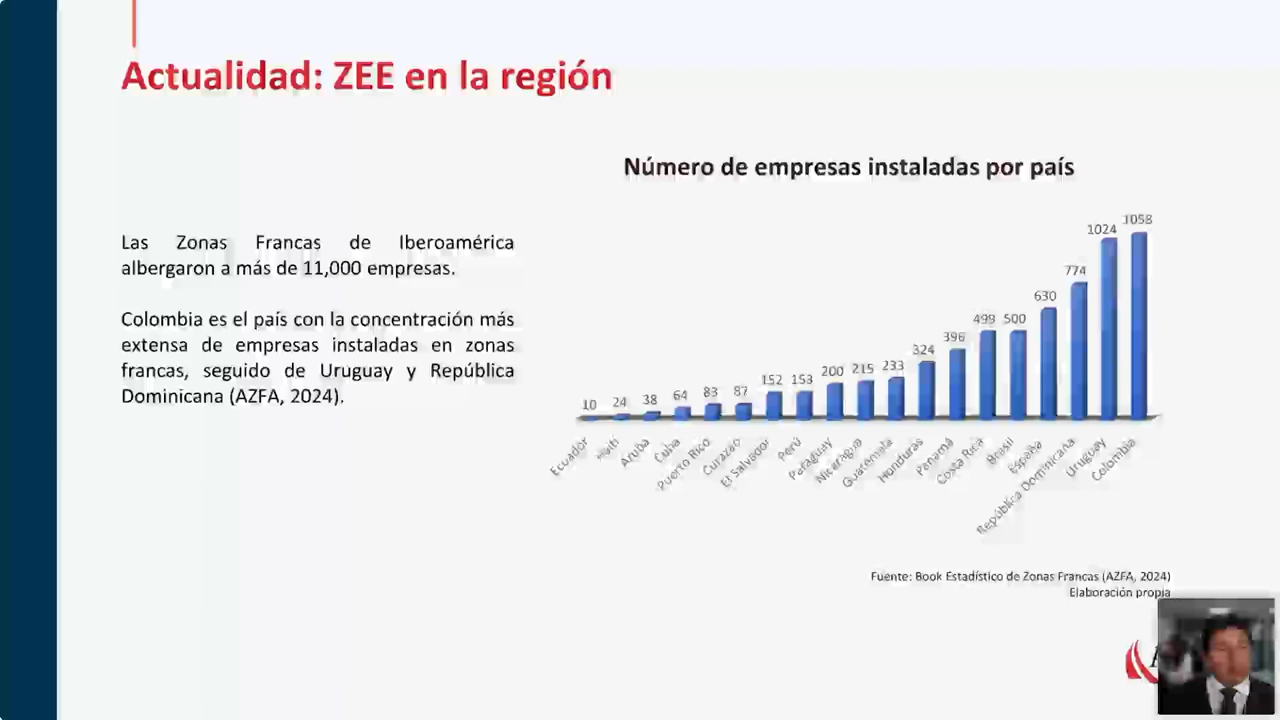 Actualidad: ZEE en la región
Número de empresas instaladas por país
Las Zonas Francas de Iberoamérica
albergaron a más de 11,000 empresas.
Colombia es el país con la concentración más
extensa de empresas instaladas en zonas
francas, seguido de Uruguay y República
Dominicana (AZFA, 2024).
10 24 38 64 83 87 152 153 200 215 233 324 396 499 500 630 774 1024 1058
Ecuador Haití Aruba Cuba Puerto Rico Curazao El Salvador Perú Paraguay Nicaragua Guatemala Honduras Panamá Costa Rica Brasil España República Dominicana Uruguay Colombia
Fuente: Book Estadístico de Zonas Francas (AZFA, 2024)
Elaboración propia